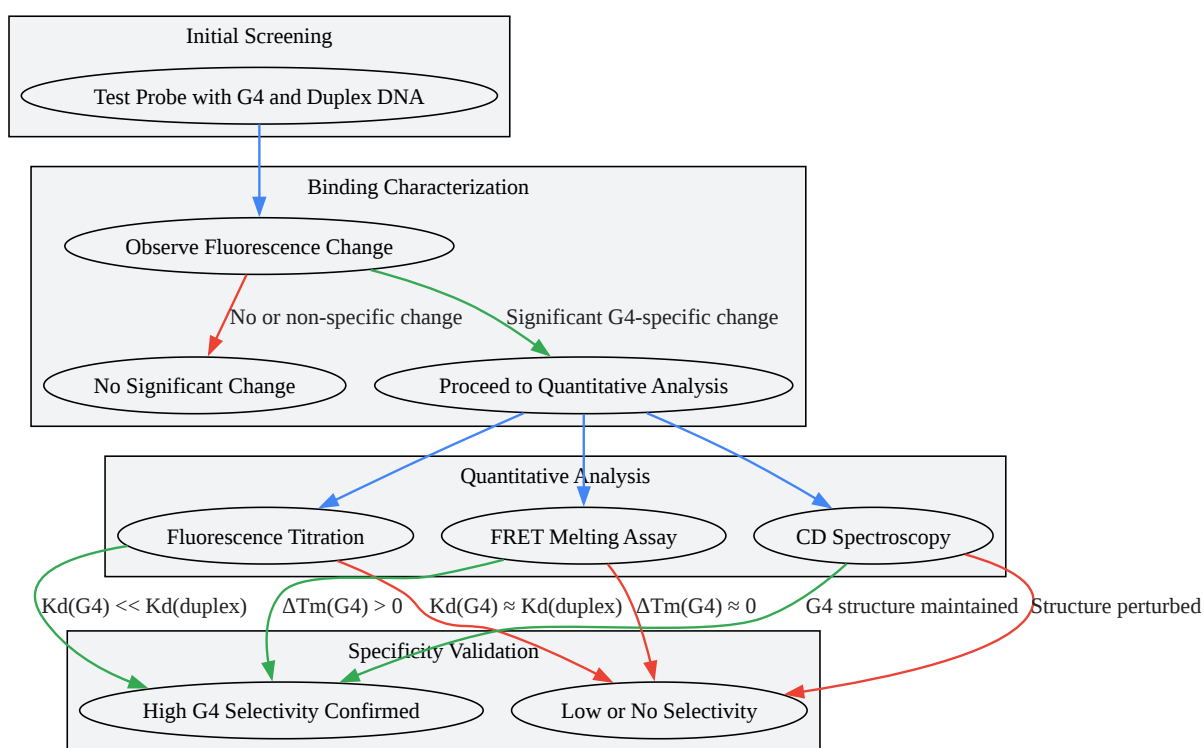 Initial Screening
Test Probe with G4 and Duplex DNA
Binding Characterization
Observe Fluorescence Change
No or non-specific change
Significant G4-specific change
No Significant Change
Proceed to Quantitative Analysis
Quantitative Analysis
Fluorescence Titration
FRET Melting Assay
CD Spectroscopy
Kd(G4) << Kd(duplex)
ΔTm(G4) > 0
Kd(G4) ≈ Kd(duplex)
ΔTm(G4) ≈ 0
G4 structure maintained
Structure perturbed
Specificity Validation
High G4 Selectivity Confirmed
Low or No Selectivity